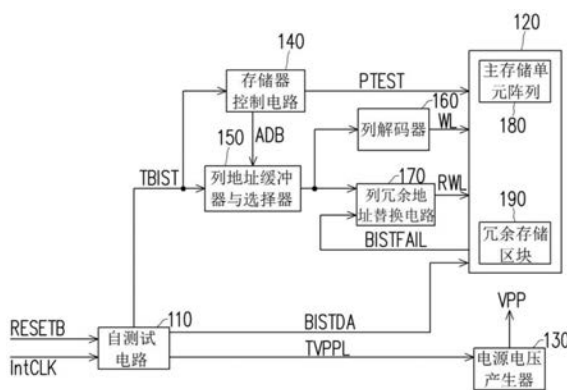 120
140
存储器
控制电路
PTEST
主存储单
元阵列
180
160
列解码器
WL
ADB
150
TBIST
列地址缓冲
器与选择器
170
列冗余地
址替换电路
RWL
190
冗余存储
区块
BISTFAIL
VPP
RESETB
110
自测试
电路
BISTDA
TVPPL
130
IntCLK
电源电压
产生器